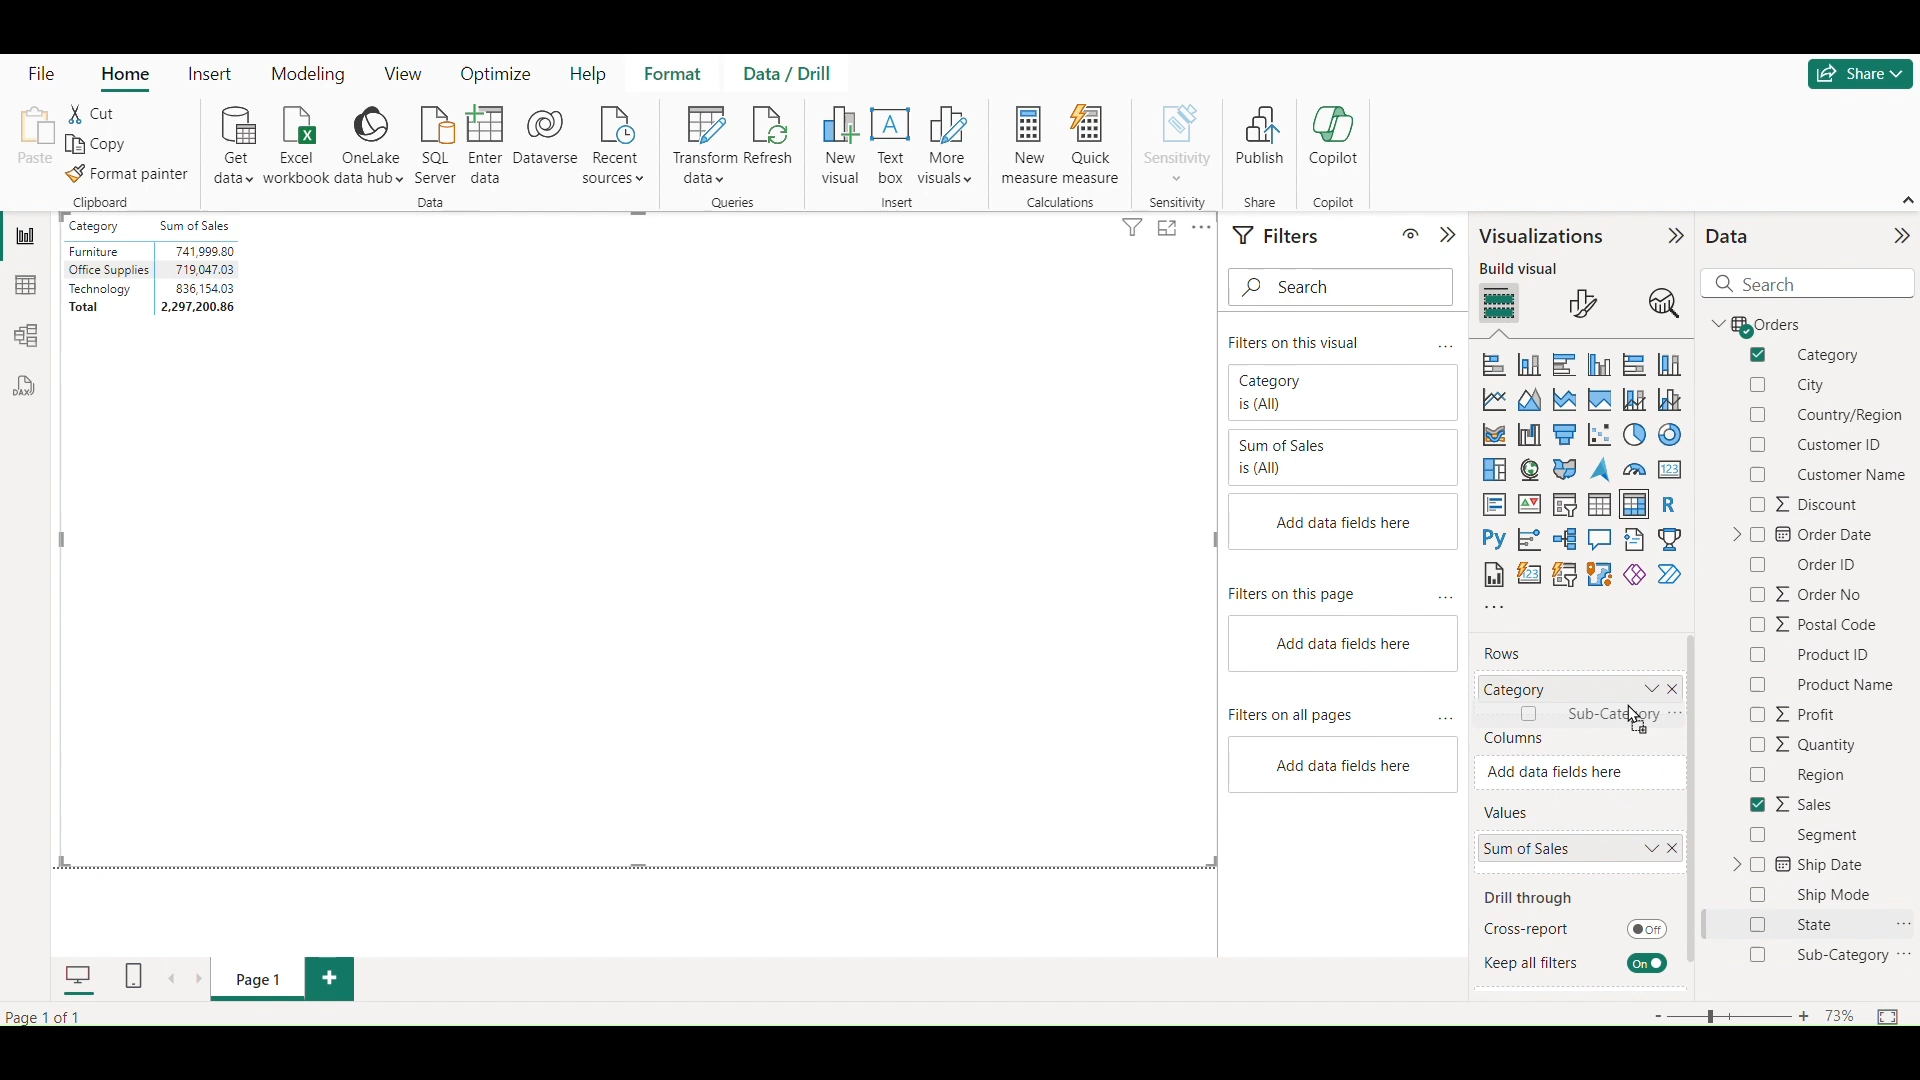 File Home Insert Modeling View Optimize Help Format Data / Drill Share
Paste Cut
Copy
Format painter
Clipboard
Get data
Excel workbook
OneLake data hub
SQL Server
Enter data
Dataverse
Recent sources
Data
Transform data
Refresh
Queries
New visual
Text box
More visuals
Insert
New measure
Quick measure
Calculations
Sensitivity
Sensitivity
Publish
Share
Copilot
Copilot
DAX
Category Sum of Sales
Furniture 741,999.80
Office Supplies 719,047.03
Technology 836,154.03
Total 2,297,200.86
Filters
Search
Filters on this visual ...
Category
is (All)
Sum of Sales
is (All)
Add data fields here
Filters on this page ...
Add data fields here
Filters on all pages ...
Add data fields here
Visualizations
Build visual
123
R
Py
123
...
Rows
Category
Sub-Category ...
Columns
Add data fields here
Values
Sum of Sales
Drill through
Cross-report Off
Keep all filters On
Data
Search
Orders
Category
City
Country/Region
Customer ID
Customer Name
Σ Discount
Order Date
Order ID
Σ Order No
Σ Postal Code
Product ID
Product Name
Σ Profit
Σ Quantity
Region
Σ Sales
Segment
Ship Date
Ship Mode
State ...
Sub-Category ...
Page 1 +
Page 1 of 1
- + 73%